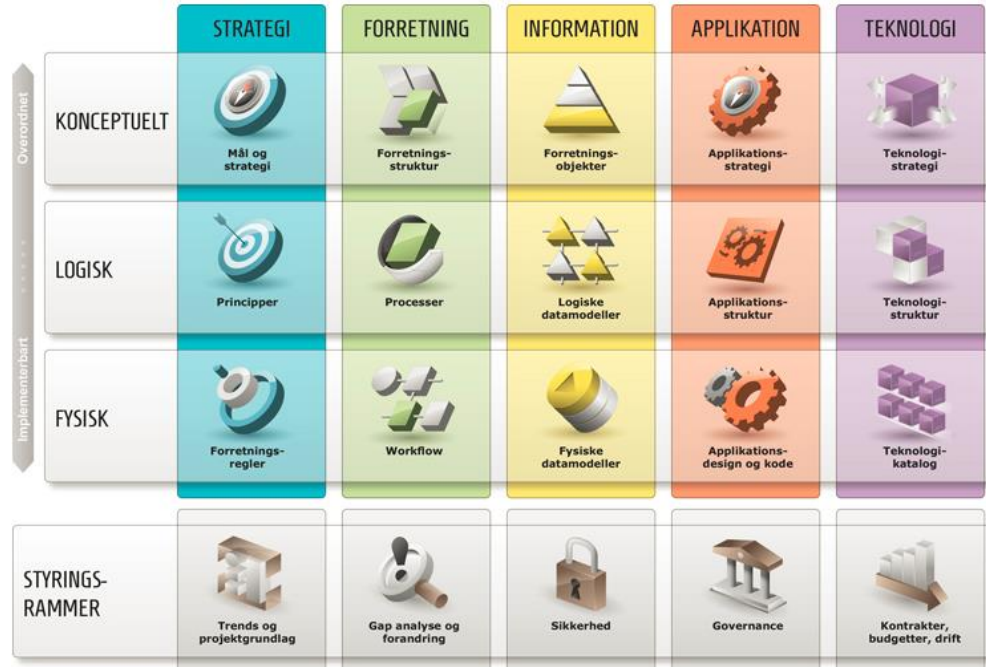 STRATEGI
FORRETNING
INFORMATION
APPLIKATION
TEKNOLOGI
Overordnet
Implementerbart
KONCEPTUELT
Mål og
strategi
Forretnings-
struktur
Forretnings-
objekter
Applikations-
strategi
Teknologi-
strategi
LOGISK
Principper
Processer
Logiske
datamodeller
Applikations-
struktur
Teknologi-
struktur
FYSISK
Forretnings-
regler
Workflow
Fysiske
datamodeller
Applikations-
design og kode
Teknologi-
katalog
STYRINGS-
RAMMER
Trends og
projektgrundlag
Gap analyse og
forandring
Sikkerhed
Governance
Kontrakter,
budgetter, drift